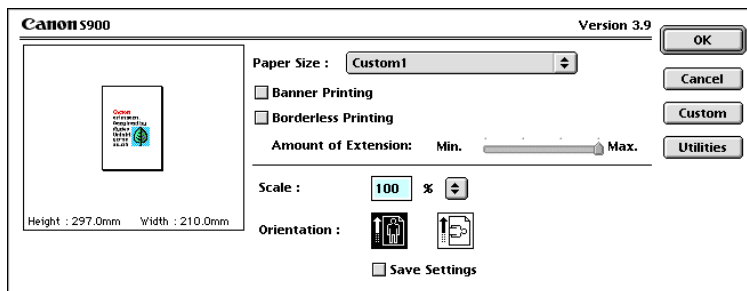 Canon S900 Version 3.9
OK
Paper Size : Custom1
Cancel
Banner Printing
Custom
Borderless Printing
Amount of Extension: Min. Max.
Utilities
Scale : 100 %
Height : 297.0mm Width : 210.0mm
Orientation :
Save Settings